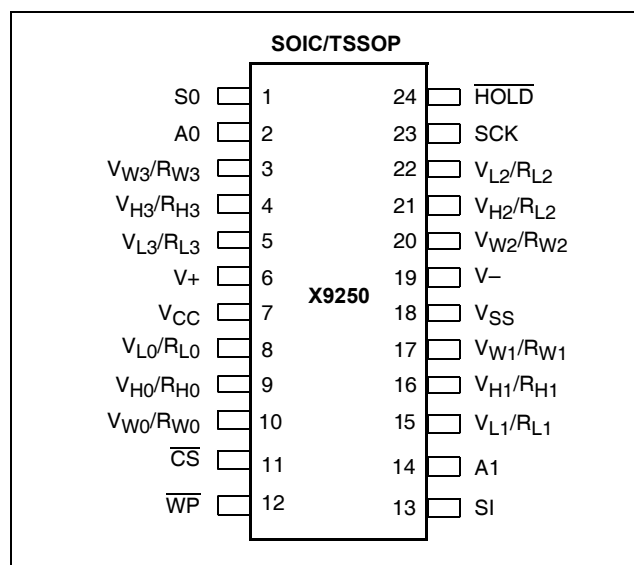 SOIC/TSSOP
S0 1 24 HOLD
A0 2 23 SCK
VW3/RW3 3 22 VL2/RL2
VH3/RH3 4 21 VH2/RL2
VL3/RL3 5 20 VW2/RW2
V+ 6 19 V–
X9250
VCC 7 18 VSS
VL0/RL0 8 17 VW1/RW1
VH0/RH0 9 16 VH1/RH1
VW0/RW0 10 15 VL1/RL1
CS 11 14 A1
WP 12 13 SI